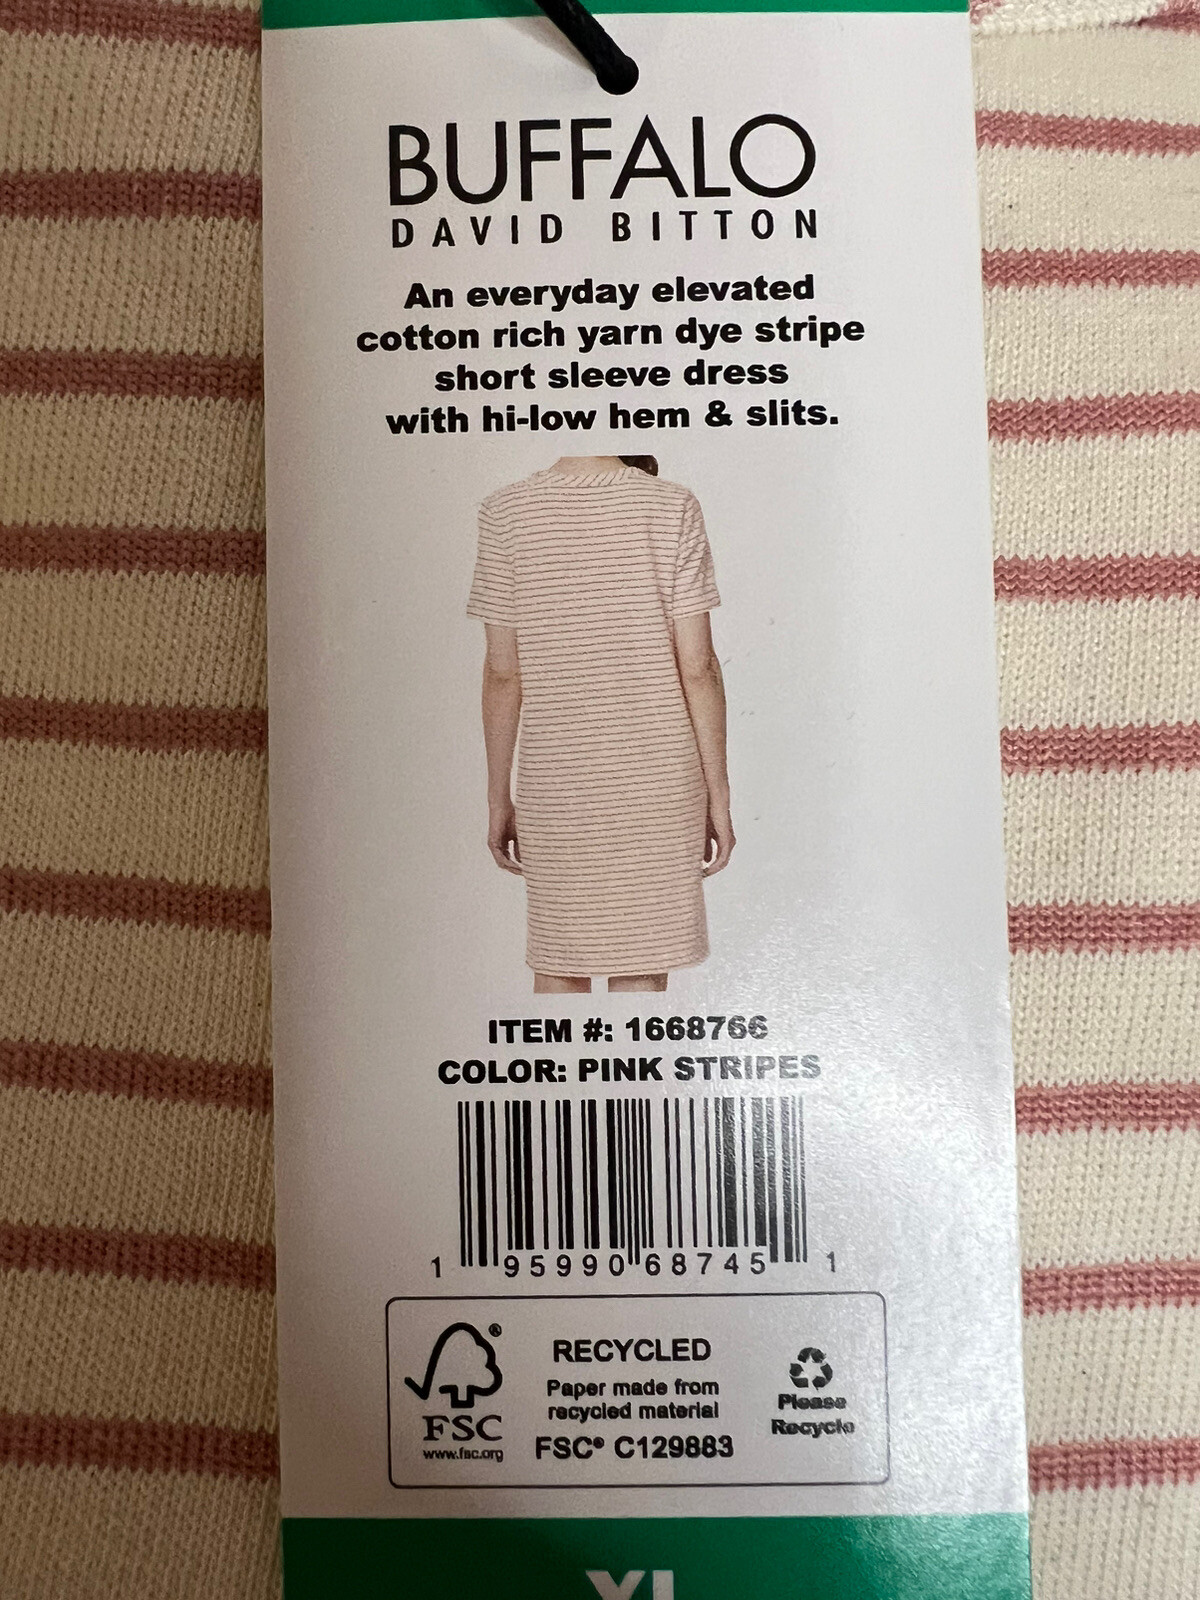 BUFFALO
DAVID BITTON
An everyday elevated
cotton rich yarn dye stripe
short sleeve dress
with hi-low hem & slits.
ITEM #: 1668766
COLOR: PINK STRIPES
1 95990 68745 1
FSC®
www.fsc.org
RECYCLED
Paper made from
recycled material
FSC® C129883
Please
Recycle
XL